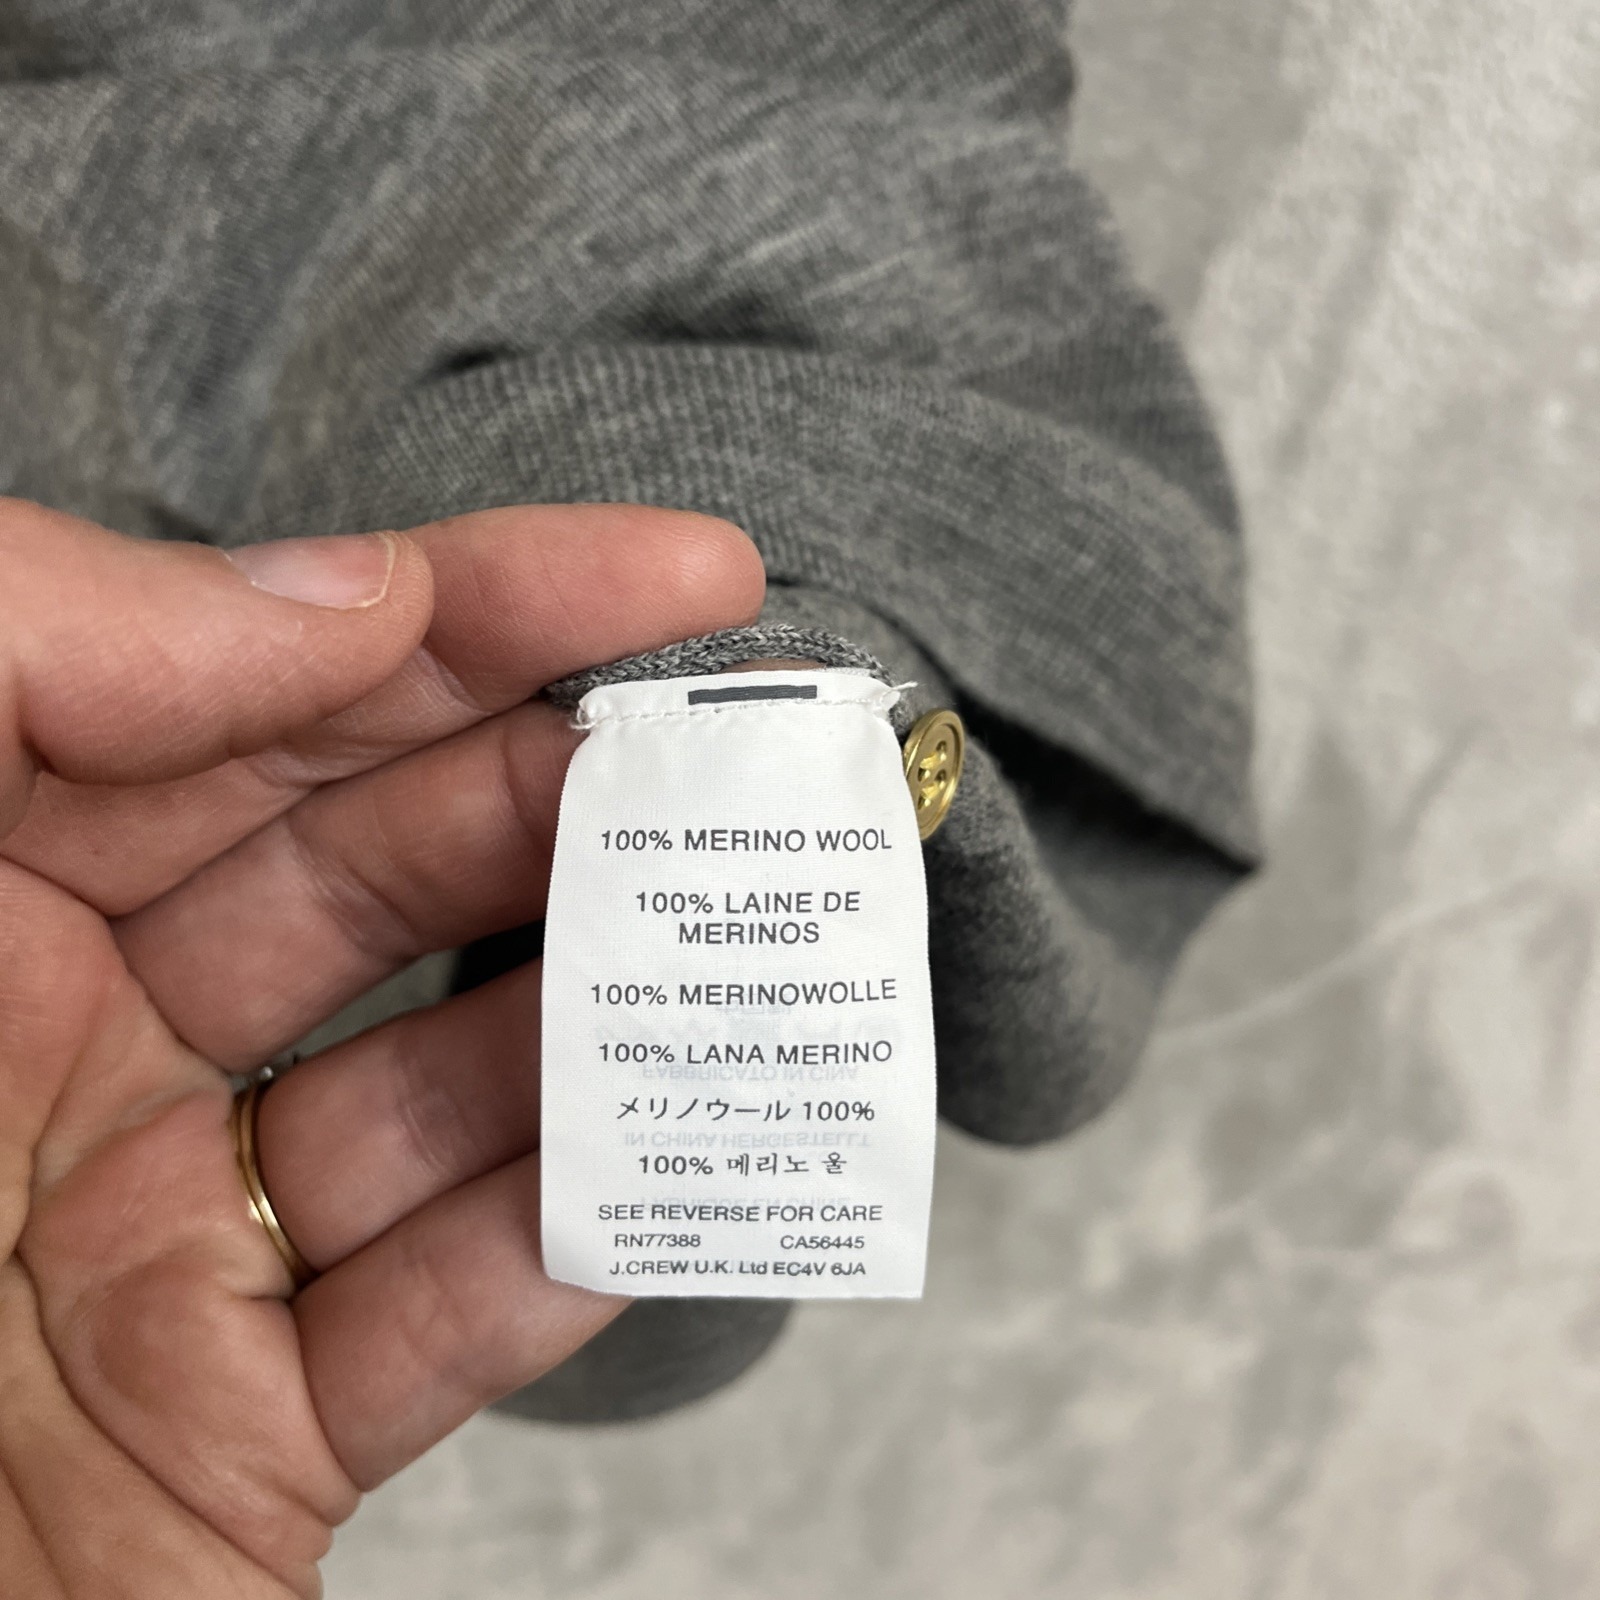 100% MERINO WOOL
100% LAINE DE
MERINOS
100% MERINOWOLLE
100% LANA MERINO
メリノウール 100%
100% 메리노 울
SEE REVERSE FOR CARE
RN77388 CA56445
J.CREW U.K. Ltd EC4V 6JA